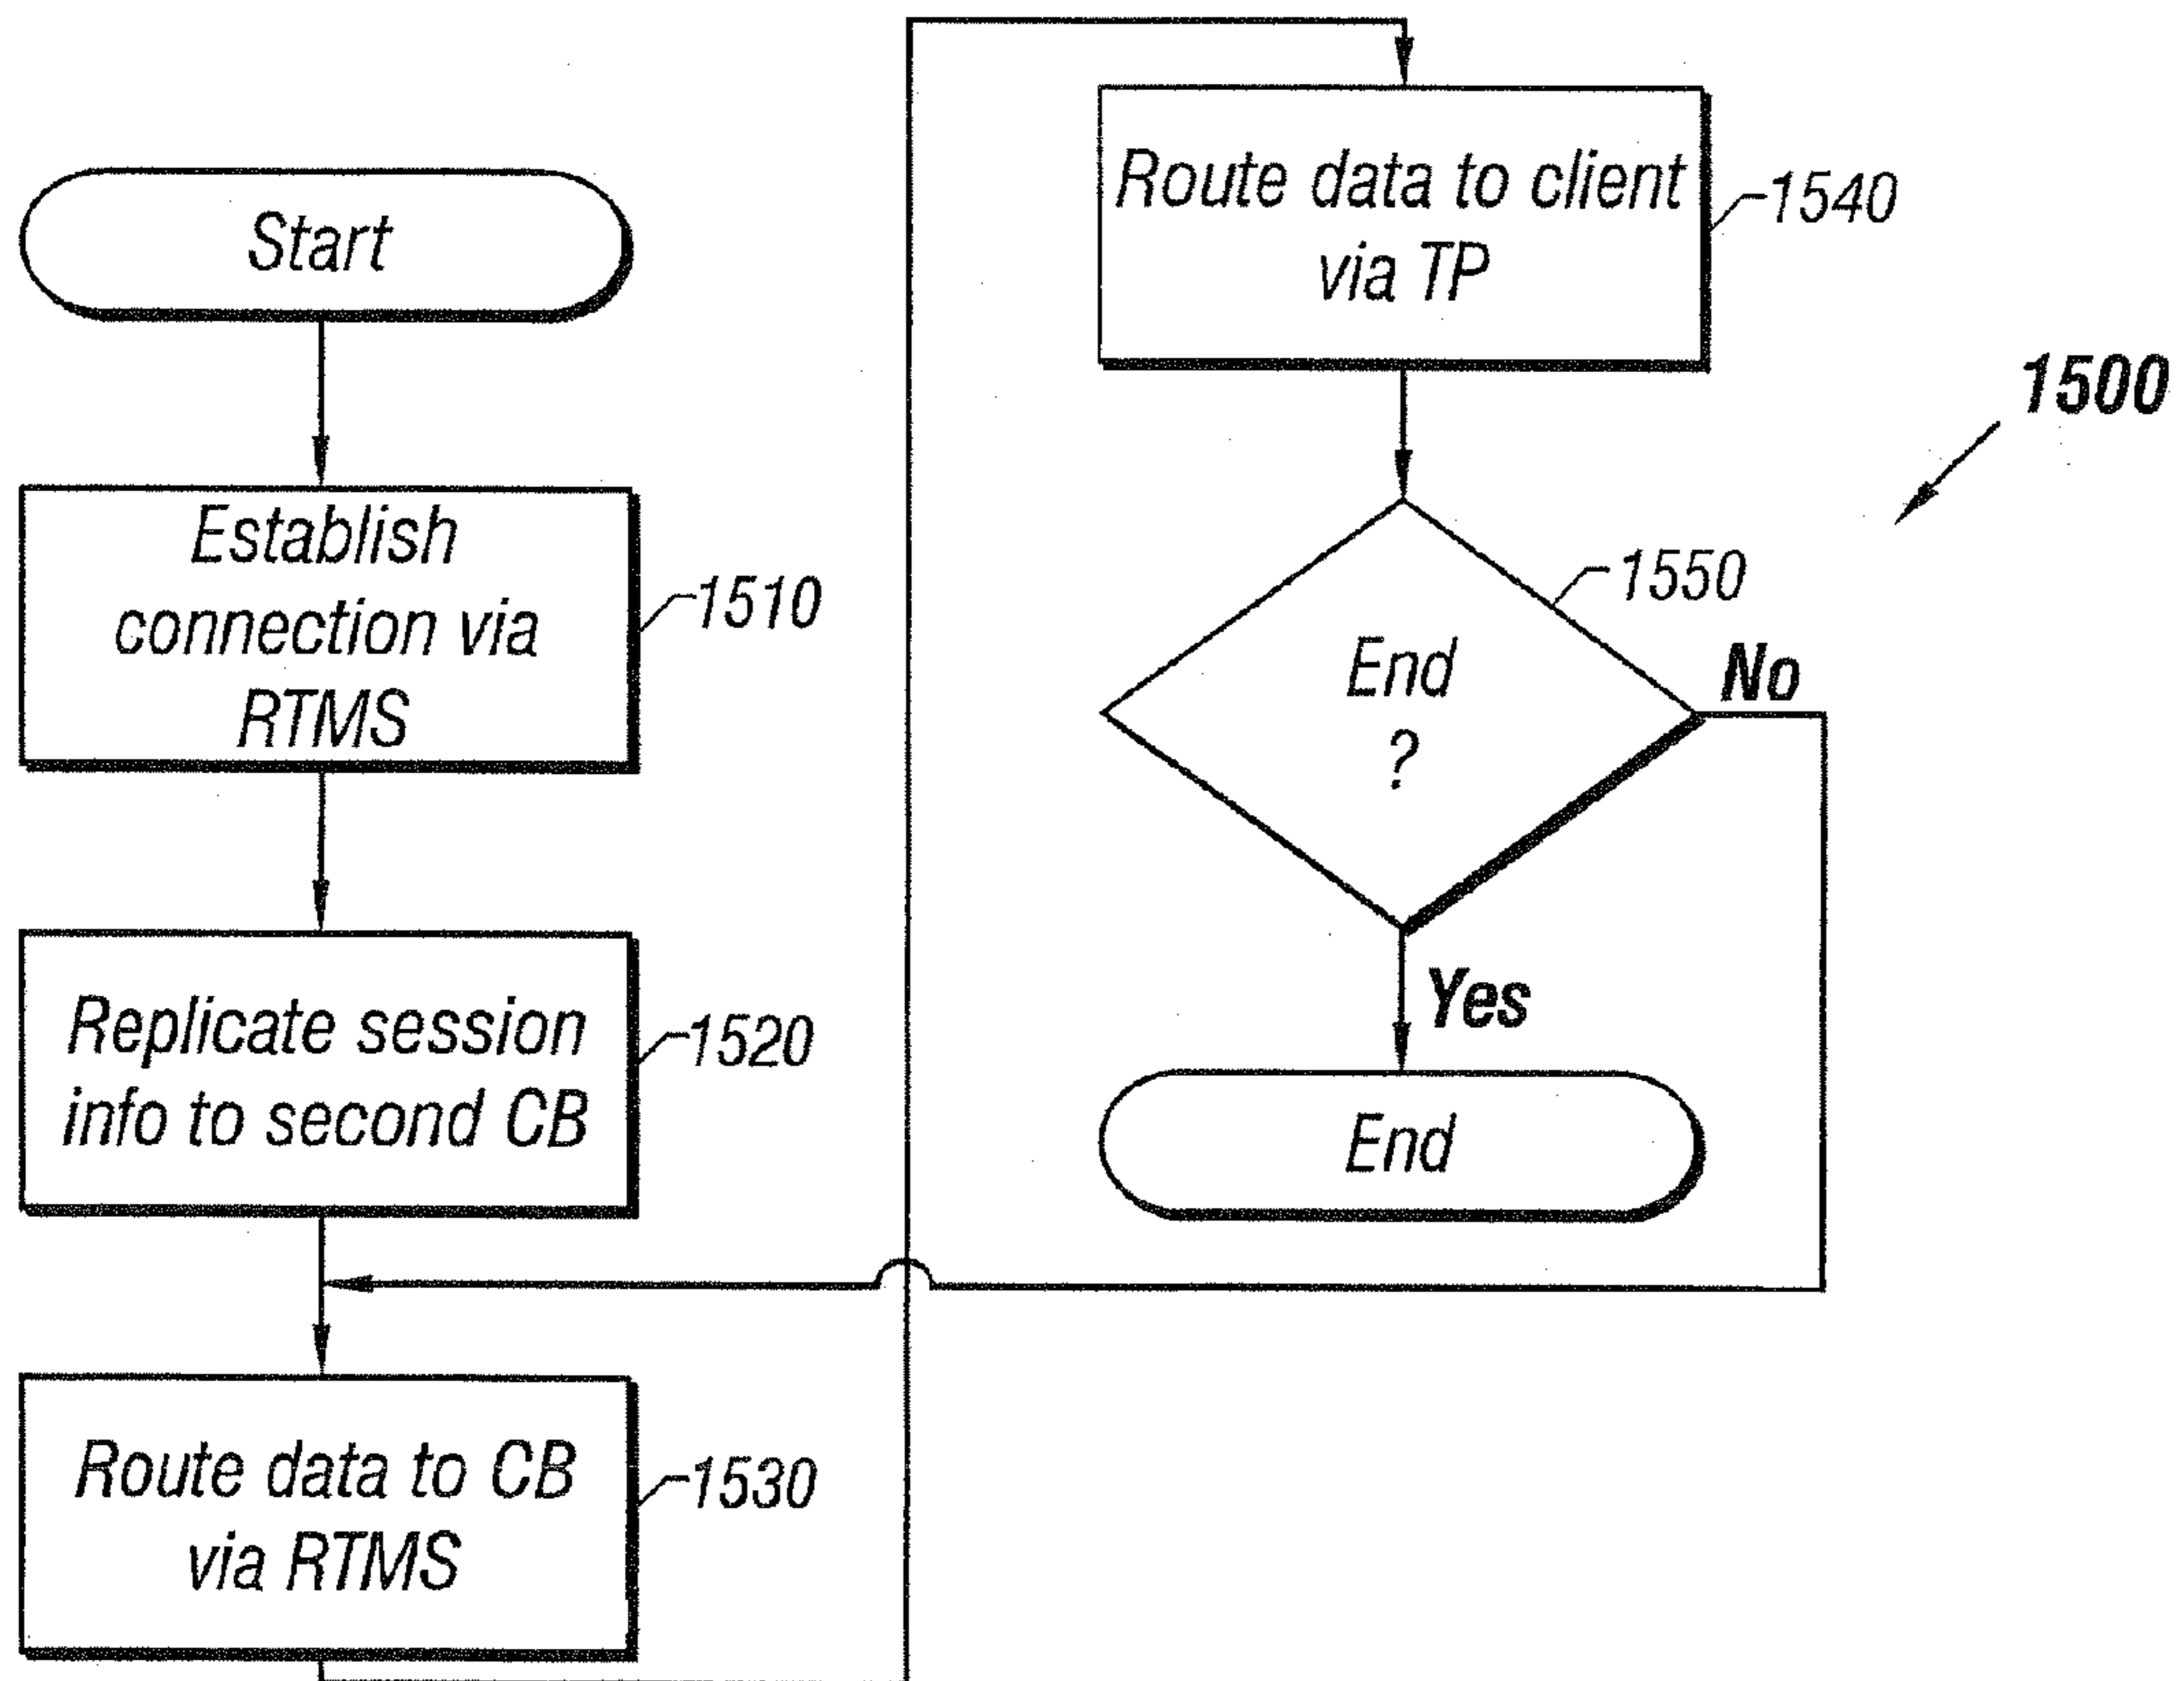 Start
Establish
connection via
RTMS
1510
Replicate session
info to second CB
1520
Route data to CB
via RTMS
1530
Route data to client
via TP
1540
1500
End
?
1550
No
Yes
End